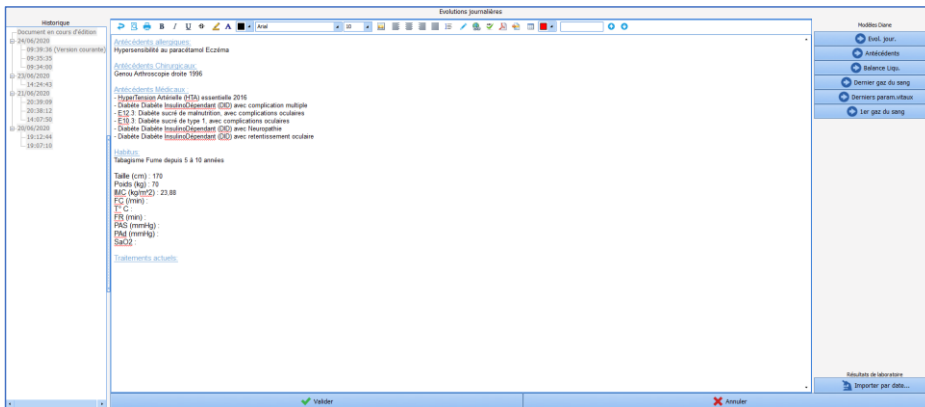 Evolutions journalières
Historique
Document en cours d'édition
24/06/2020
09:39:36 (Version courante)
09:35:35
09:34:00
23/06/2020
14:24:43
21/06/2020
20:39:09
20:38:12
14:07:50
20/06/2020
19:12:44
19:07:10
B I U S A Arial 10
Antécédents allergiques:
Hypersensibilité au paracétamol Eczéma
Antécédents Chirurgicaux:
Genou Arthroscopie droite 1996
Antécédents Médicaux :
- HyperTension Artérielle (HTA) essentielle 2016
- Diabète Diabète InsulinoDépendant (DID) avec complication multiple
- E12.3: Diabète sucré de malnutrition, avec complications oculaires
- E10.3: Diabète sucré de type 1, avec complications oculaires
- Diabète Diabète InsulinoDépendant (DID) avec Neuropathie
- Diabète Diabète InsulinoDépendant (DID) avec retentissement oculaire
Habitus:
Tabagisme Fume depuis 5 à 10 années
Taille (cm) : 170
Poids (kg) : 70
IMC (kg/m^2) : 23.88
FC (/min) :
T° C :
FR (min) :
PAS (mmHg) :
PAd (mmHg) :
SaO2 :
Traitements actuels:
Modèles Diane
Evol. jour.
Antécédents
Balance Liqu.
Dernier gaz du sang
Derniers param.vitaux
1er gaz du sang
Résultats de laboratoire
Importer par date...
Valider
Annuler